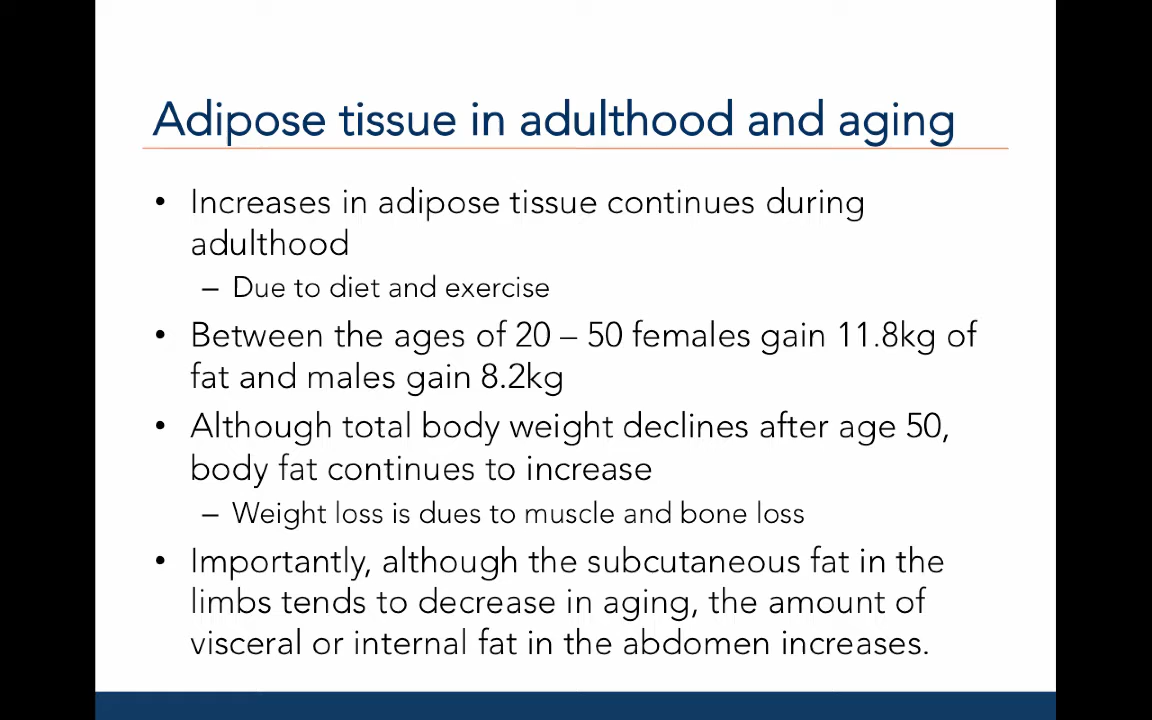 Adipose tissue in adulthood and aging
• Increases in adipose tissue continues during
adulthood
– Due to diet and exercise
• Between the ages of 20 – 50 females gain 11.8kg of
fat and males gain 8.2kg
• Although total body weight declines after age 50,
body fat continues to increase
– Weight loss is dues to muscle and bone loss
• Importantly, although the subcutaneous fat in the
limbs tends to decrease in aging, the amount of
visceral or internal fat in the abdomen increases.